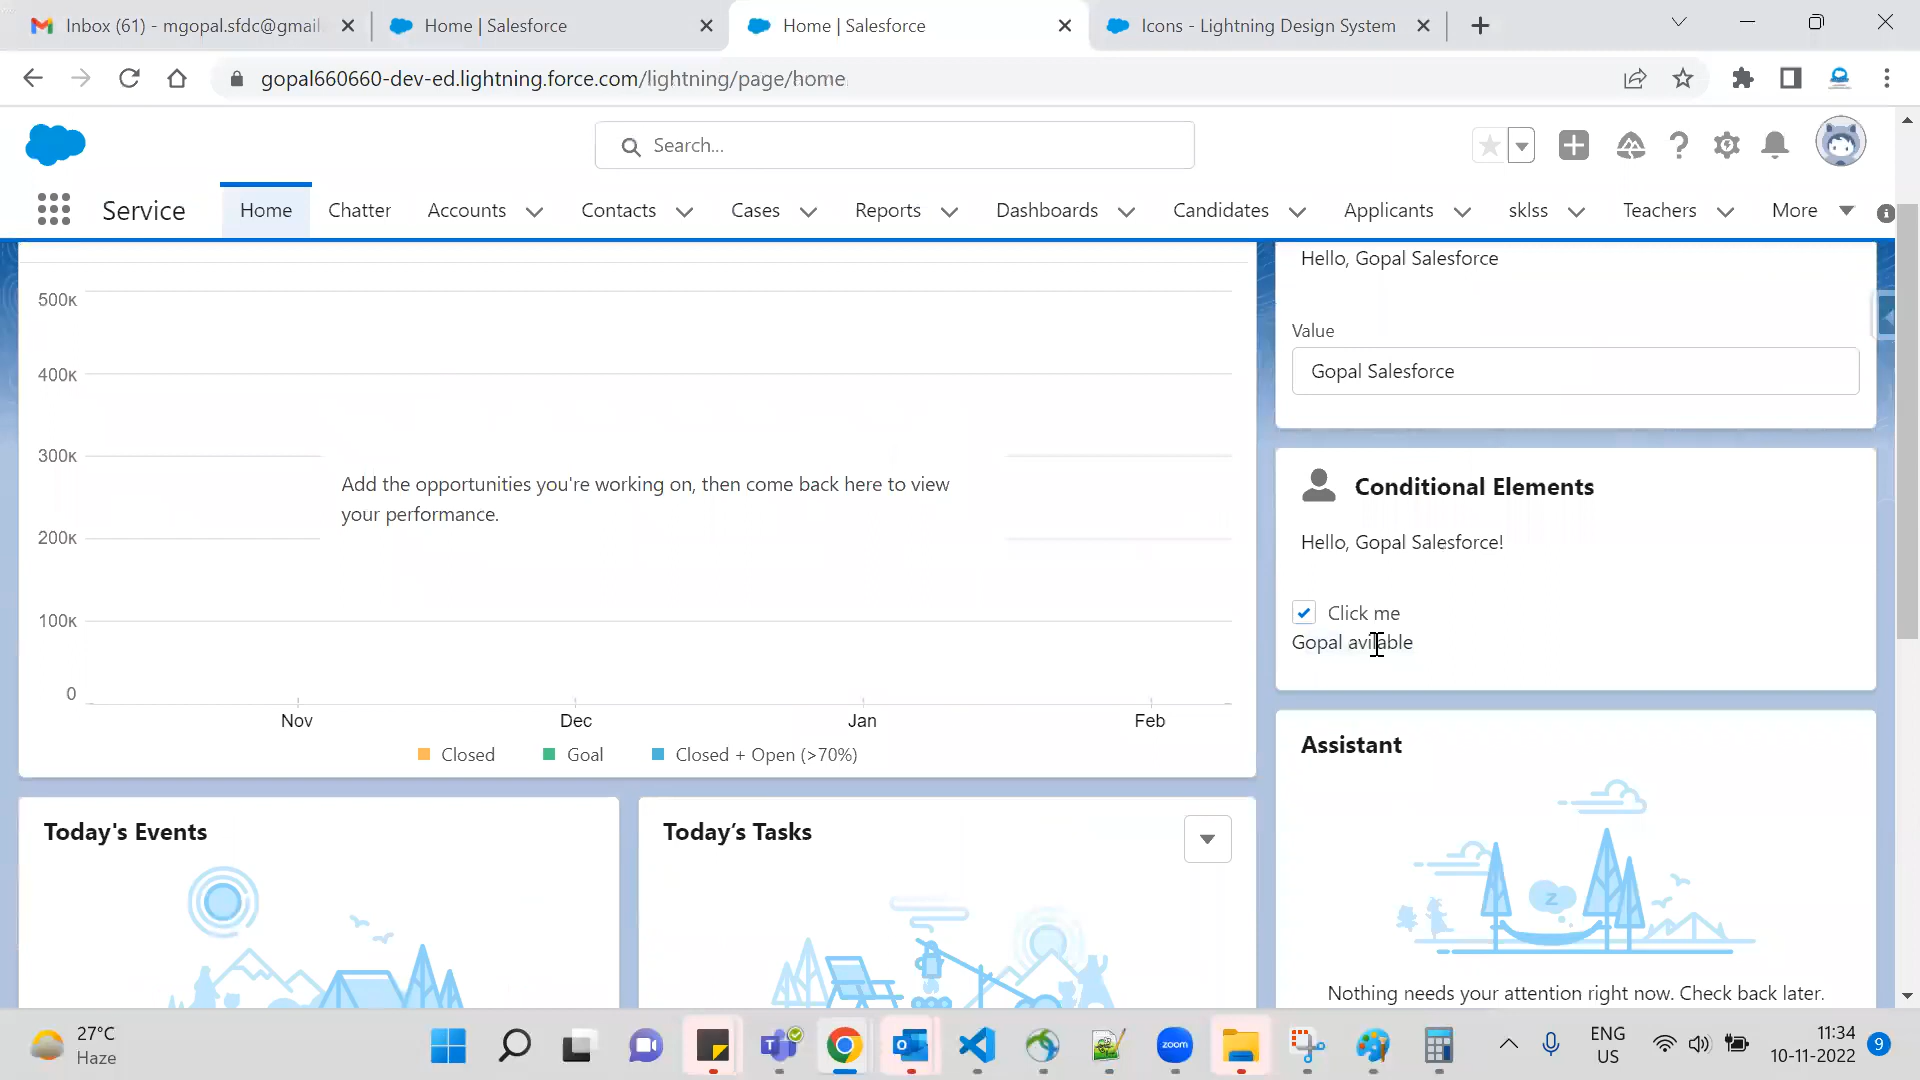 Inbox (61) - mgopal.sfdc@gmail.
Home | Salesforce
Home | Salesforce
Icons - Lightning Design System
gopal660660-dev-ed.lightning.force.com/lightning/page/home
Search...
Service
Home
Chatter
Accounts
Contacts
Cases
Reports
Dashboards
Candidates
Applicants
sklss
Teachers
More
500K
400K
300K
200K
100K
0
Add the opportunities you're working on, then come back here to view
your performance.
Nov
Dec
Jan
Feb
Closed
Goal
Closed + Open (>70%)
Hello, Gopal Salesforce
Value
Gopal Salesforce
Conditional Elements
Hello, Gopal Salesforce!
Click me
Gopal avilable
Assistant
Z
Nothing needs your attention right now. Check back later.
Today's Events
Today's Tasks
27°C
Haze
zoom
ENG
US
11:34
10-11-2022
9